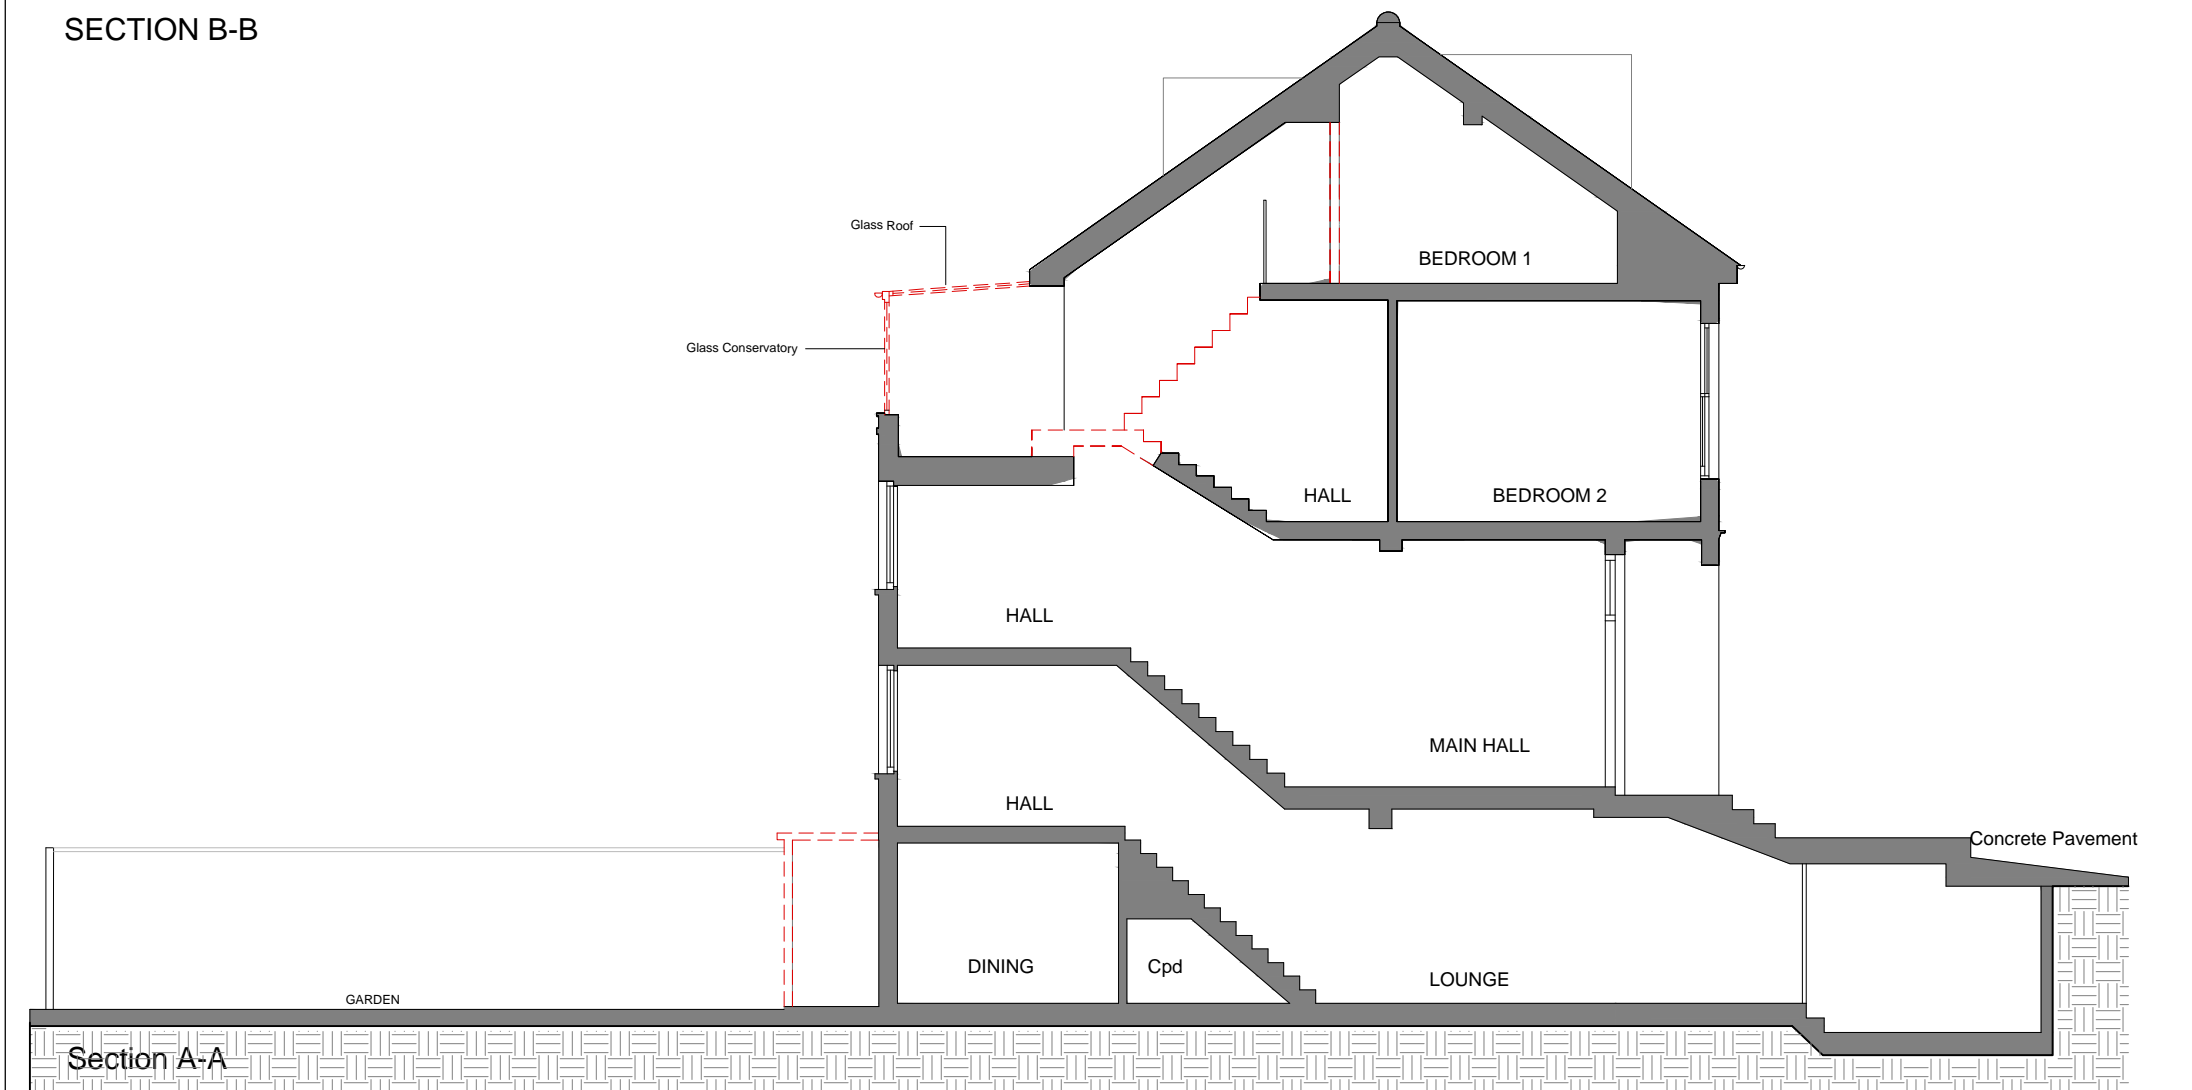 SECTION B-B
Glass Roof
BEDROOM 1
Glass Conservatory
HALL
BEDROOM 2
HALL
MAIN HALL
HALL
Concrete Pavement
DINING
Cpd
LOUNGE
GARDEN
Section A-A